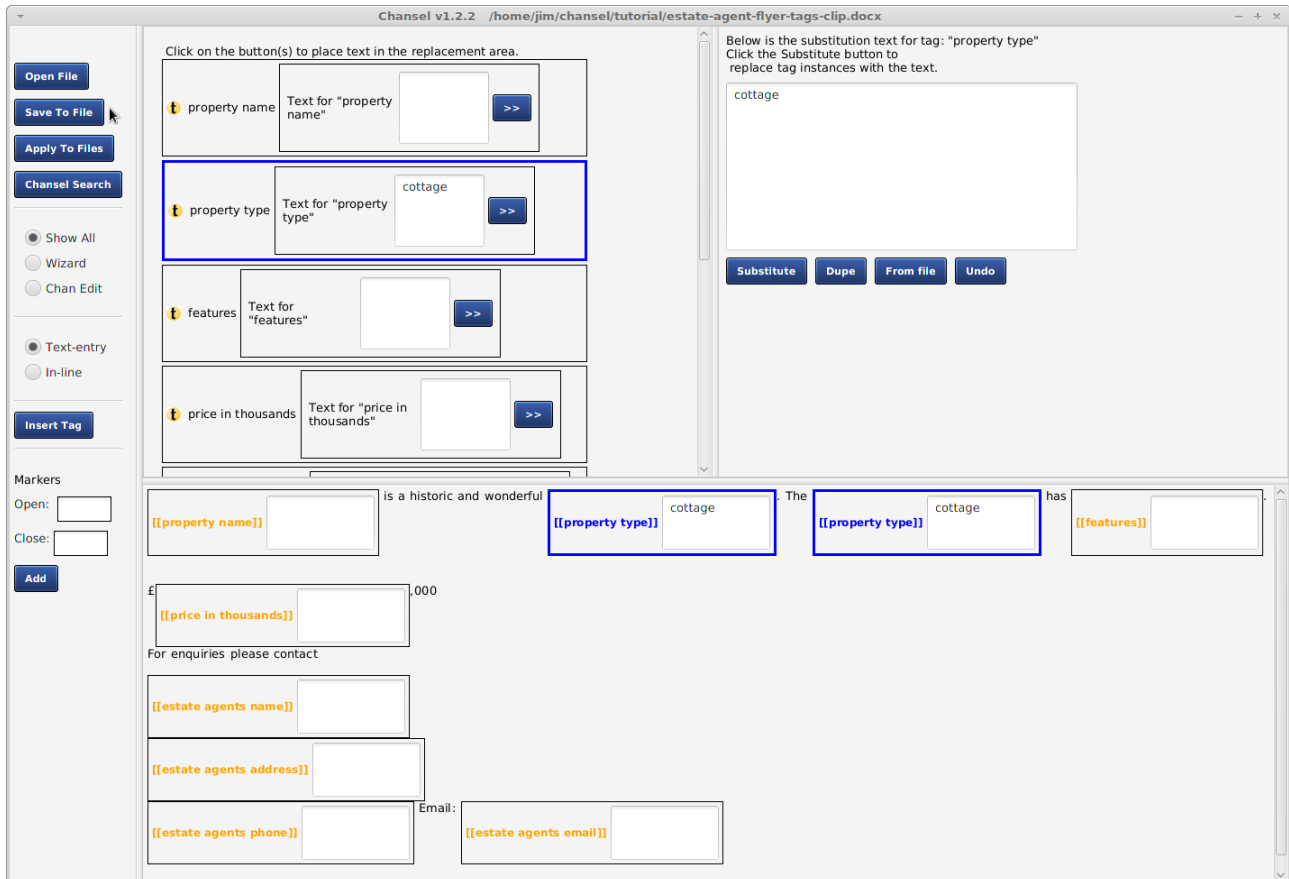 Chansel v1.2.2 /home/jim/chansel/tutorial/estate-agent-flyer-tags-clip.docx
Open File
Save To File
Apply To Files
Chansel Search
Show All
Wizard
Chan Edit
Text-entry
In-line
Insert Tag
Markers
Open:
Close:
Add
Click on the button(s) to place text in the replacement area.
t property name Text for "property
name"
>>
t property type Text for "property
type"
cottage
>>
t features Text for
"features"
>>
t price in thousands Text for "price in
thousands"
>>
Below is the substitution text for tag: "property type"
Click the Substitute button to
replace tag instances with the text.
cottage
Substitute Dupe From file Undo
[[property name]] is a historic and wonderful [[property type]] cottage . The [[property type]] cottage has [[features]] .
£ [[price in thousands]] ,000
For enquiries please contact
[[estate agents name]]
[[estate agents address]]
[[estate agents phone]] Email: [[estate agents email]]